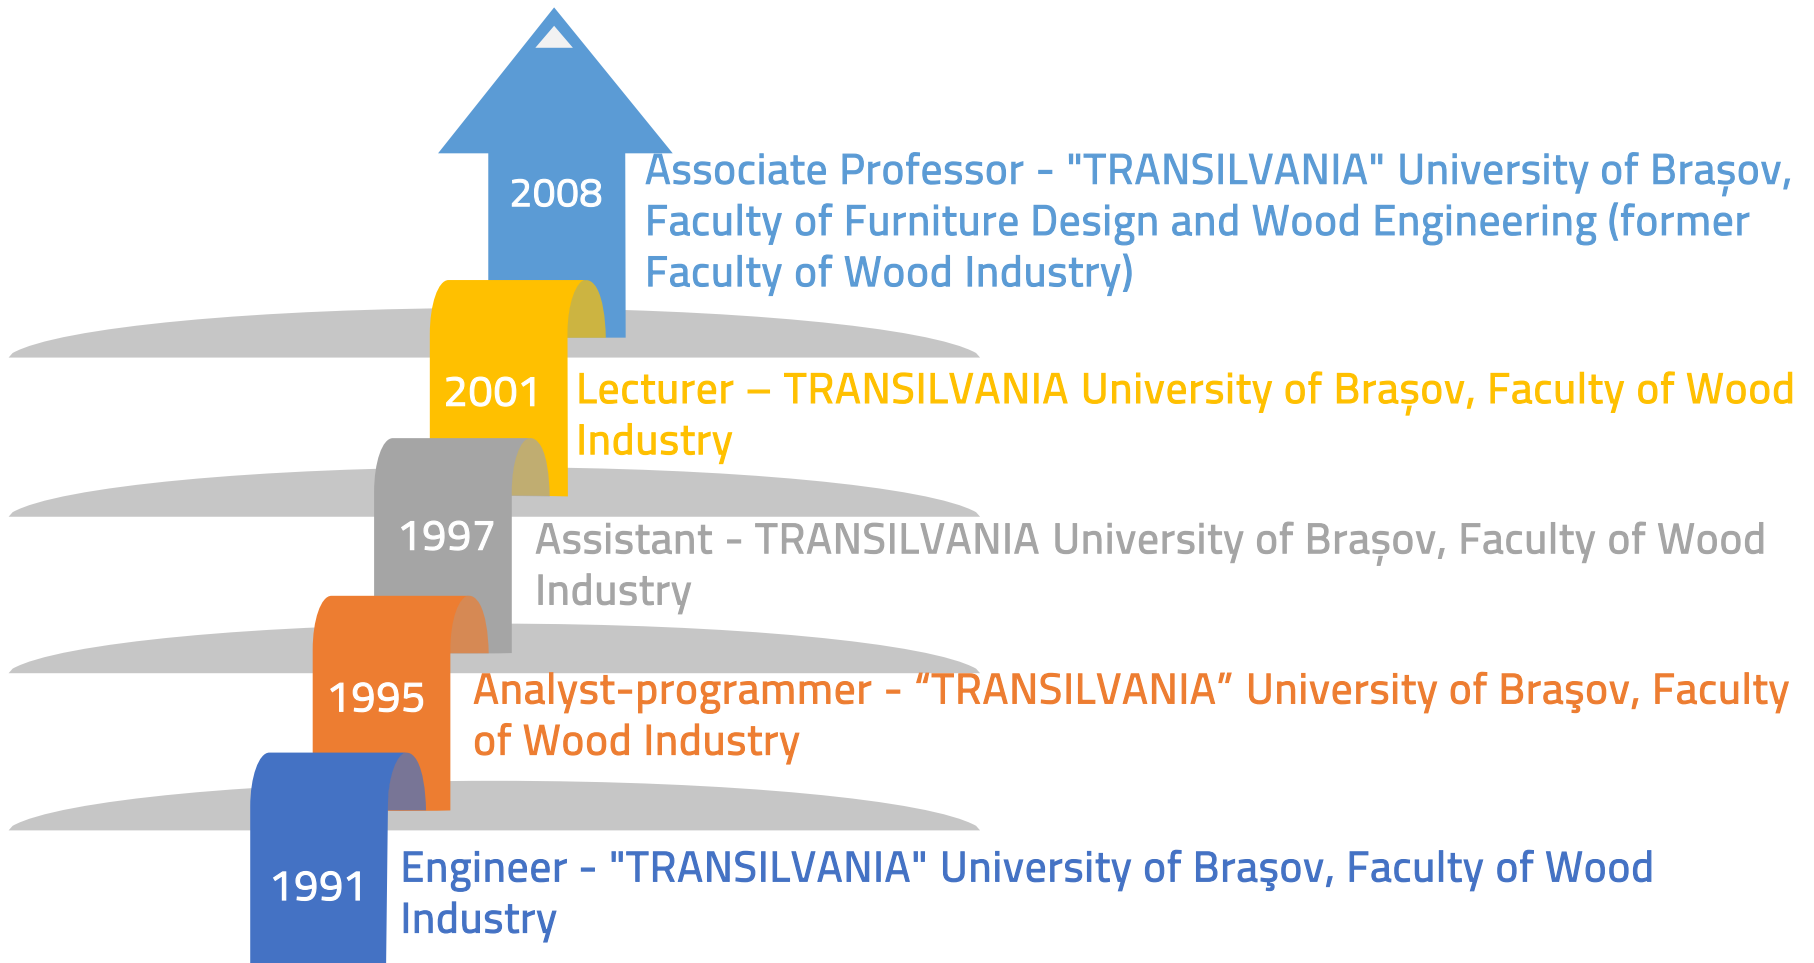 2008
Associate Professor - "TRANSILVANIA" University of Brașov,
Faculty of Furniture Design and Wood Engineering (former
Faculty of Wood Industry)
2001
Lecturer – TRANSILVANIA University of Brașov, Faculty of Wood
Industry
1997
Assistant - TRANSILVANIA University of Brașov, Faculty of Wood
Industry
1995
Analyst-programmer - “TRANSILVANIA” University of Braşov, Faculty
of Wood Industry
1991
Engineer - "TRANSILVANIA" University of Braşov, Faculty of Wood
Industry